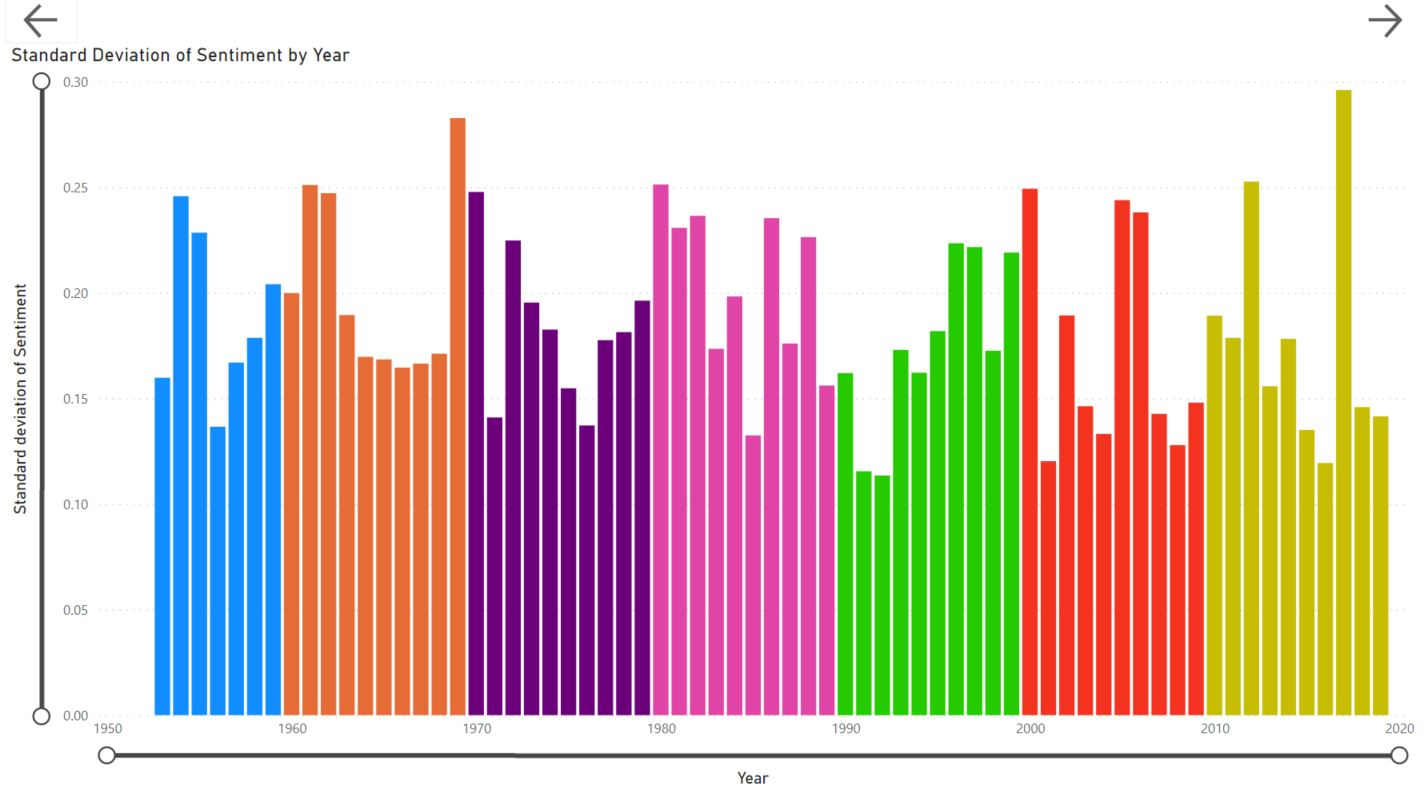 Standard Deviation of Sentiment by Year
Standard deviation of Sentiment
0.30
0.25
0.20
0.15
0.10
0.05
0.00
1950 1960 1970 1980 1990 2000 2010 2020
Year